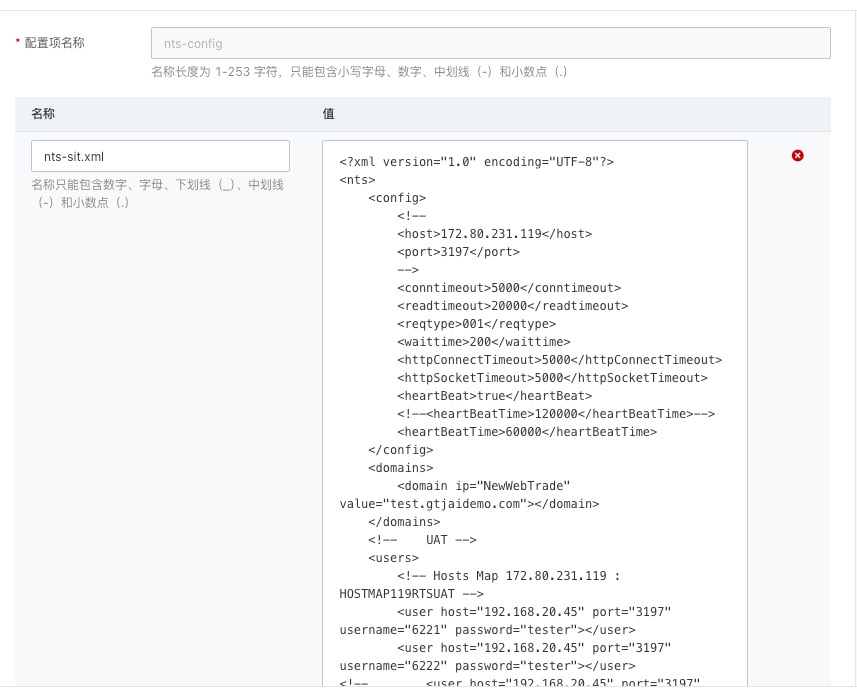 * 配置项名称
nts-config
名称长度为 1-253 字符，只能包含小写字母、数字、中划线（-）和小数点（.）
名称 值
nts-sit.xml
名称只能包含数字、字母、下划线（_）、中划线
（-）和小数点（.）
<?xml version="1.0" encoding="UTF-8"?>
<nts>
<config>
<!--
<host>172.80.231.119</host>
<port>3197</port>
-->
<conntimeout>5000</conntimeout>
<readtimeout>20000</readtimeout>
<reqtype>001</reqtype>
<waittime>200</waittime>
<httpConnectTimeout>5000</httpConnectTimeout>
<httpSocketTimeout>5000</httpSocketTimeout>
<heartBeat>true</heartBeat>
<!--<heartBeatTime>120000</heartBeatTime>-->
<heartBeatTime>60000</heartBeatTime>
</config>
<domains>
<domain ip="NewWebTrade"
value="test.gtjaidemo.com"></domain>
</domains>
<!-- UAT -->
<users>
<!-- Hosts Map 172.80.231.119 :
HOSTMAP119RTSUAT -->
<user host="192.168.20.45" port="3197"
username="6221" password="tester"></user>
<user host="192.168.20.45" port="3197"
username="6222" password="tester"></user>
<!-- <user host="192.168.20.45" port="3197"